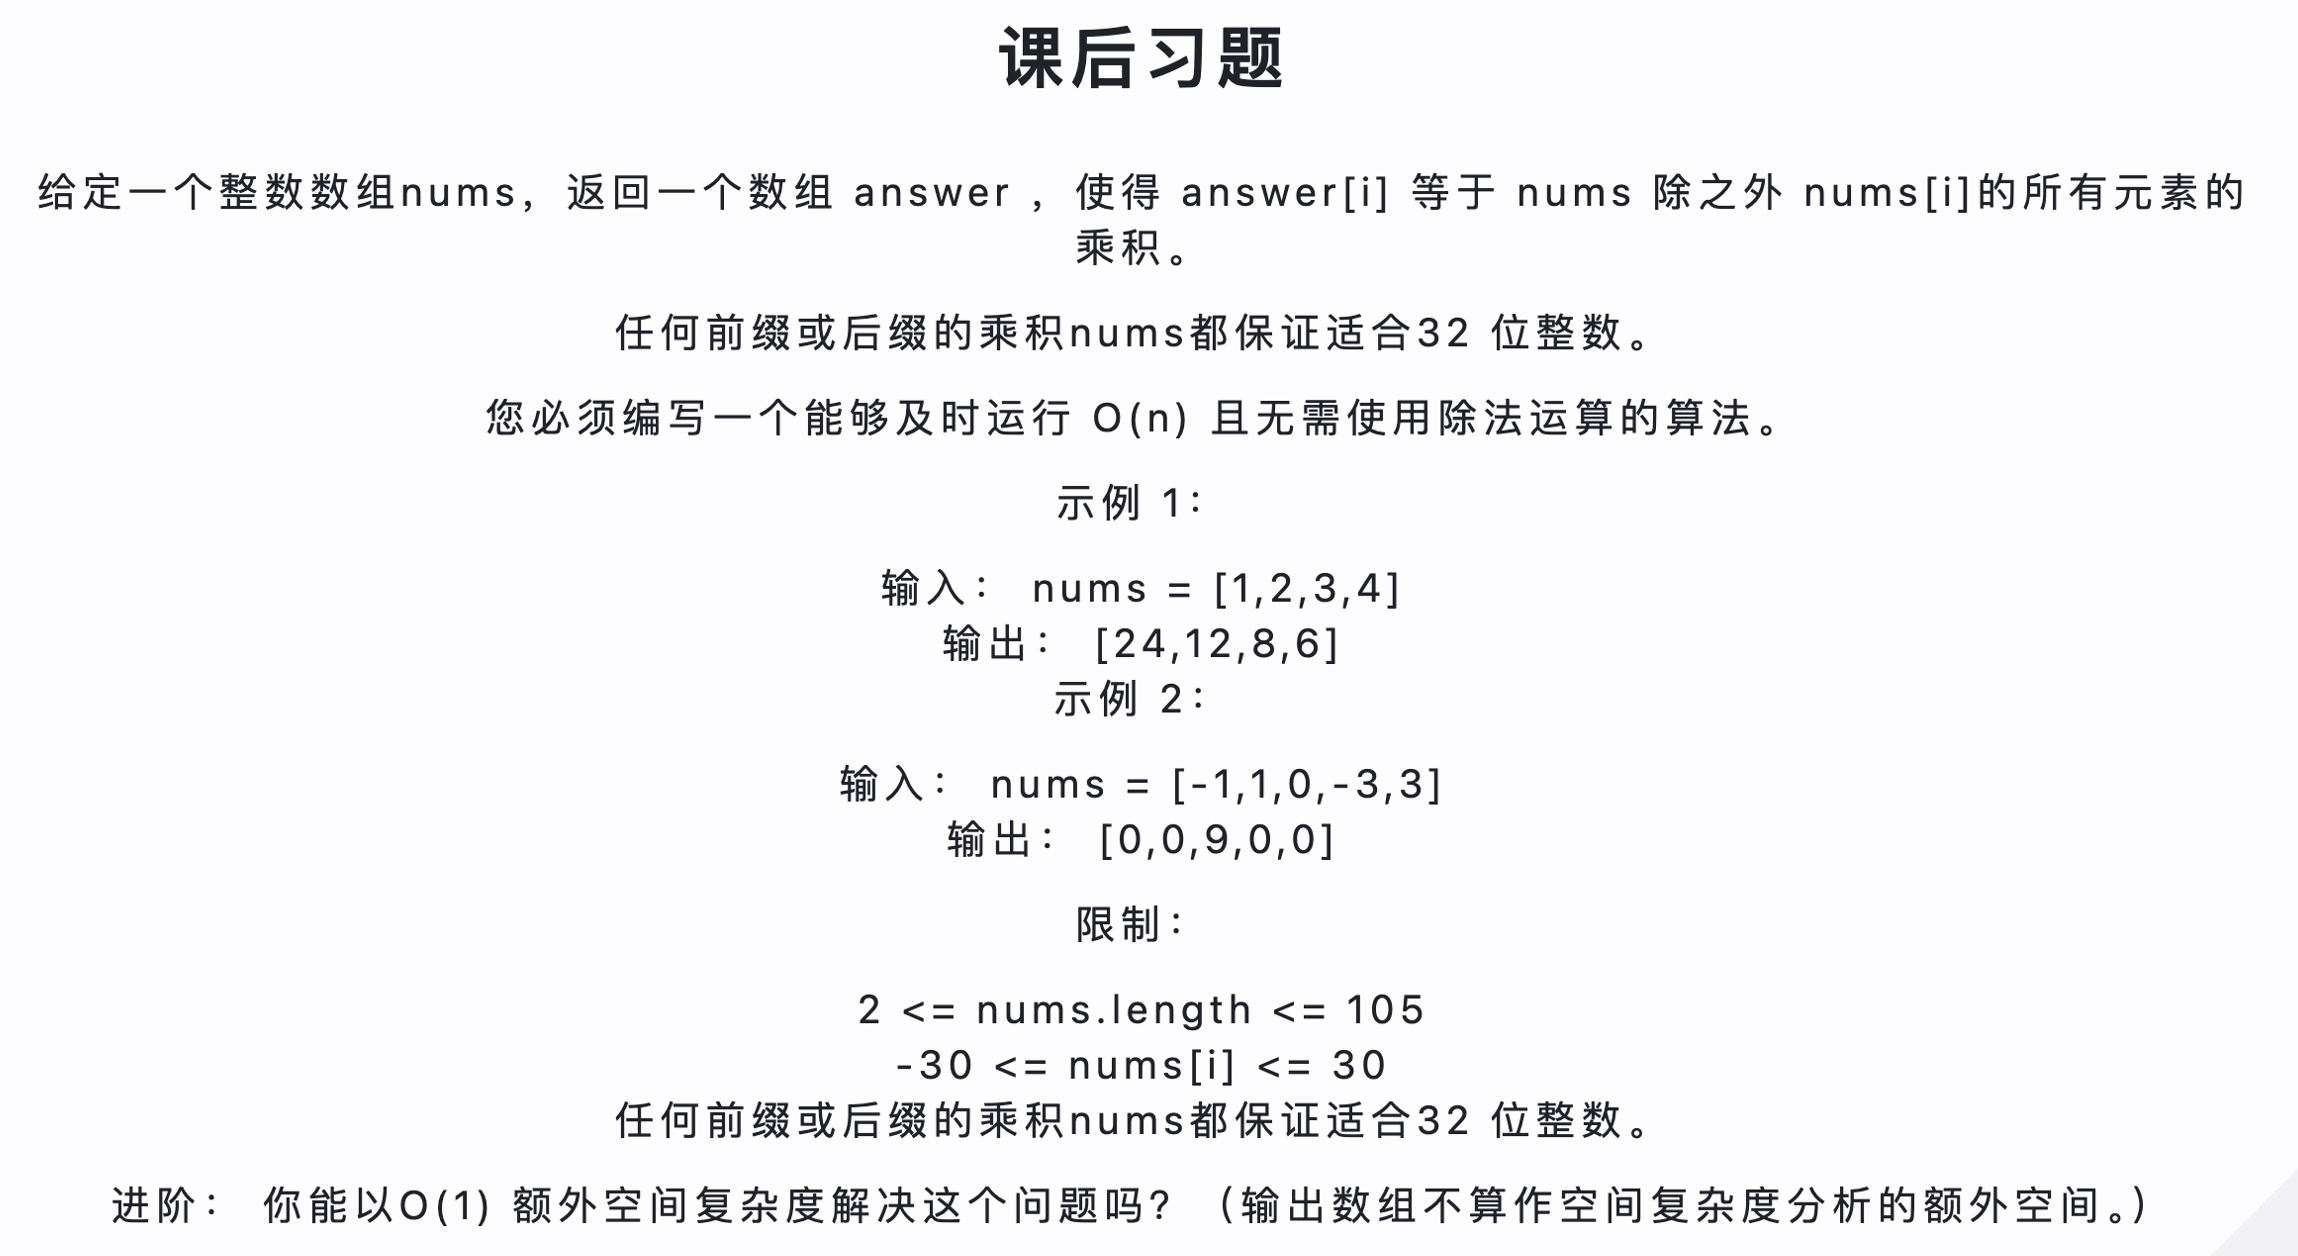 课后习题
给定一个整数数组nums，返回一个数组 answer ，使得 answer[i] 等于 nums 除之外 nums[i]的所有元素的
乘积。
任何前缀或后缀的乘积nums都保证适合32 位整数。
您必须编写一个能够及时运行 O(n) 且无需使用除法运算的算法。
示例 1：
输入： nums = [1,2,3,4]
输出： [24,12,8,6]
示例 2：
输入： nums = [-1,1,0,-3,3]
输出： [0,0,9,0,0]
限制：
2 <= nums.length <= 105
-30 <= nums[i] <= 30
任何前缀或后缀的乘积nums都保证适合32 位整数。
进阶： 你能以O(1) 额外空间复杂度解决这个问题吗? （输出数组不算作空间复杂度分析的额外空间。）